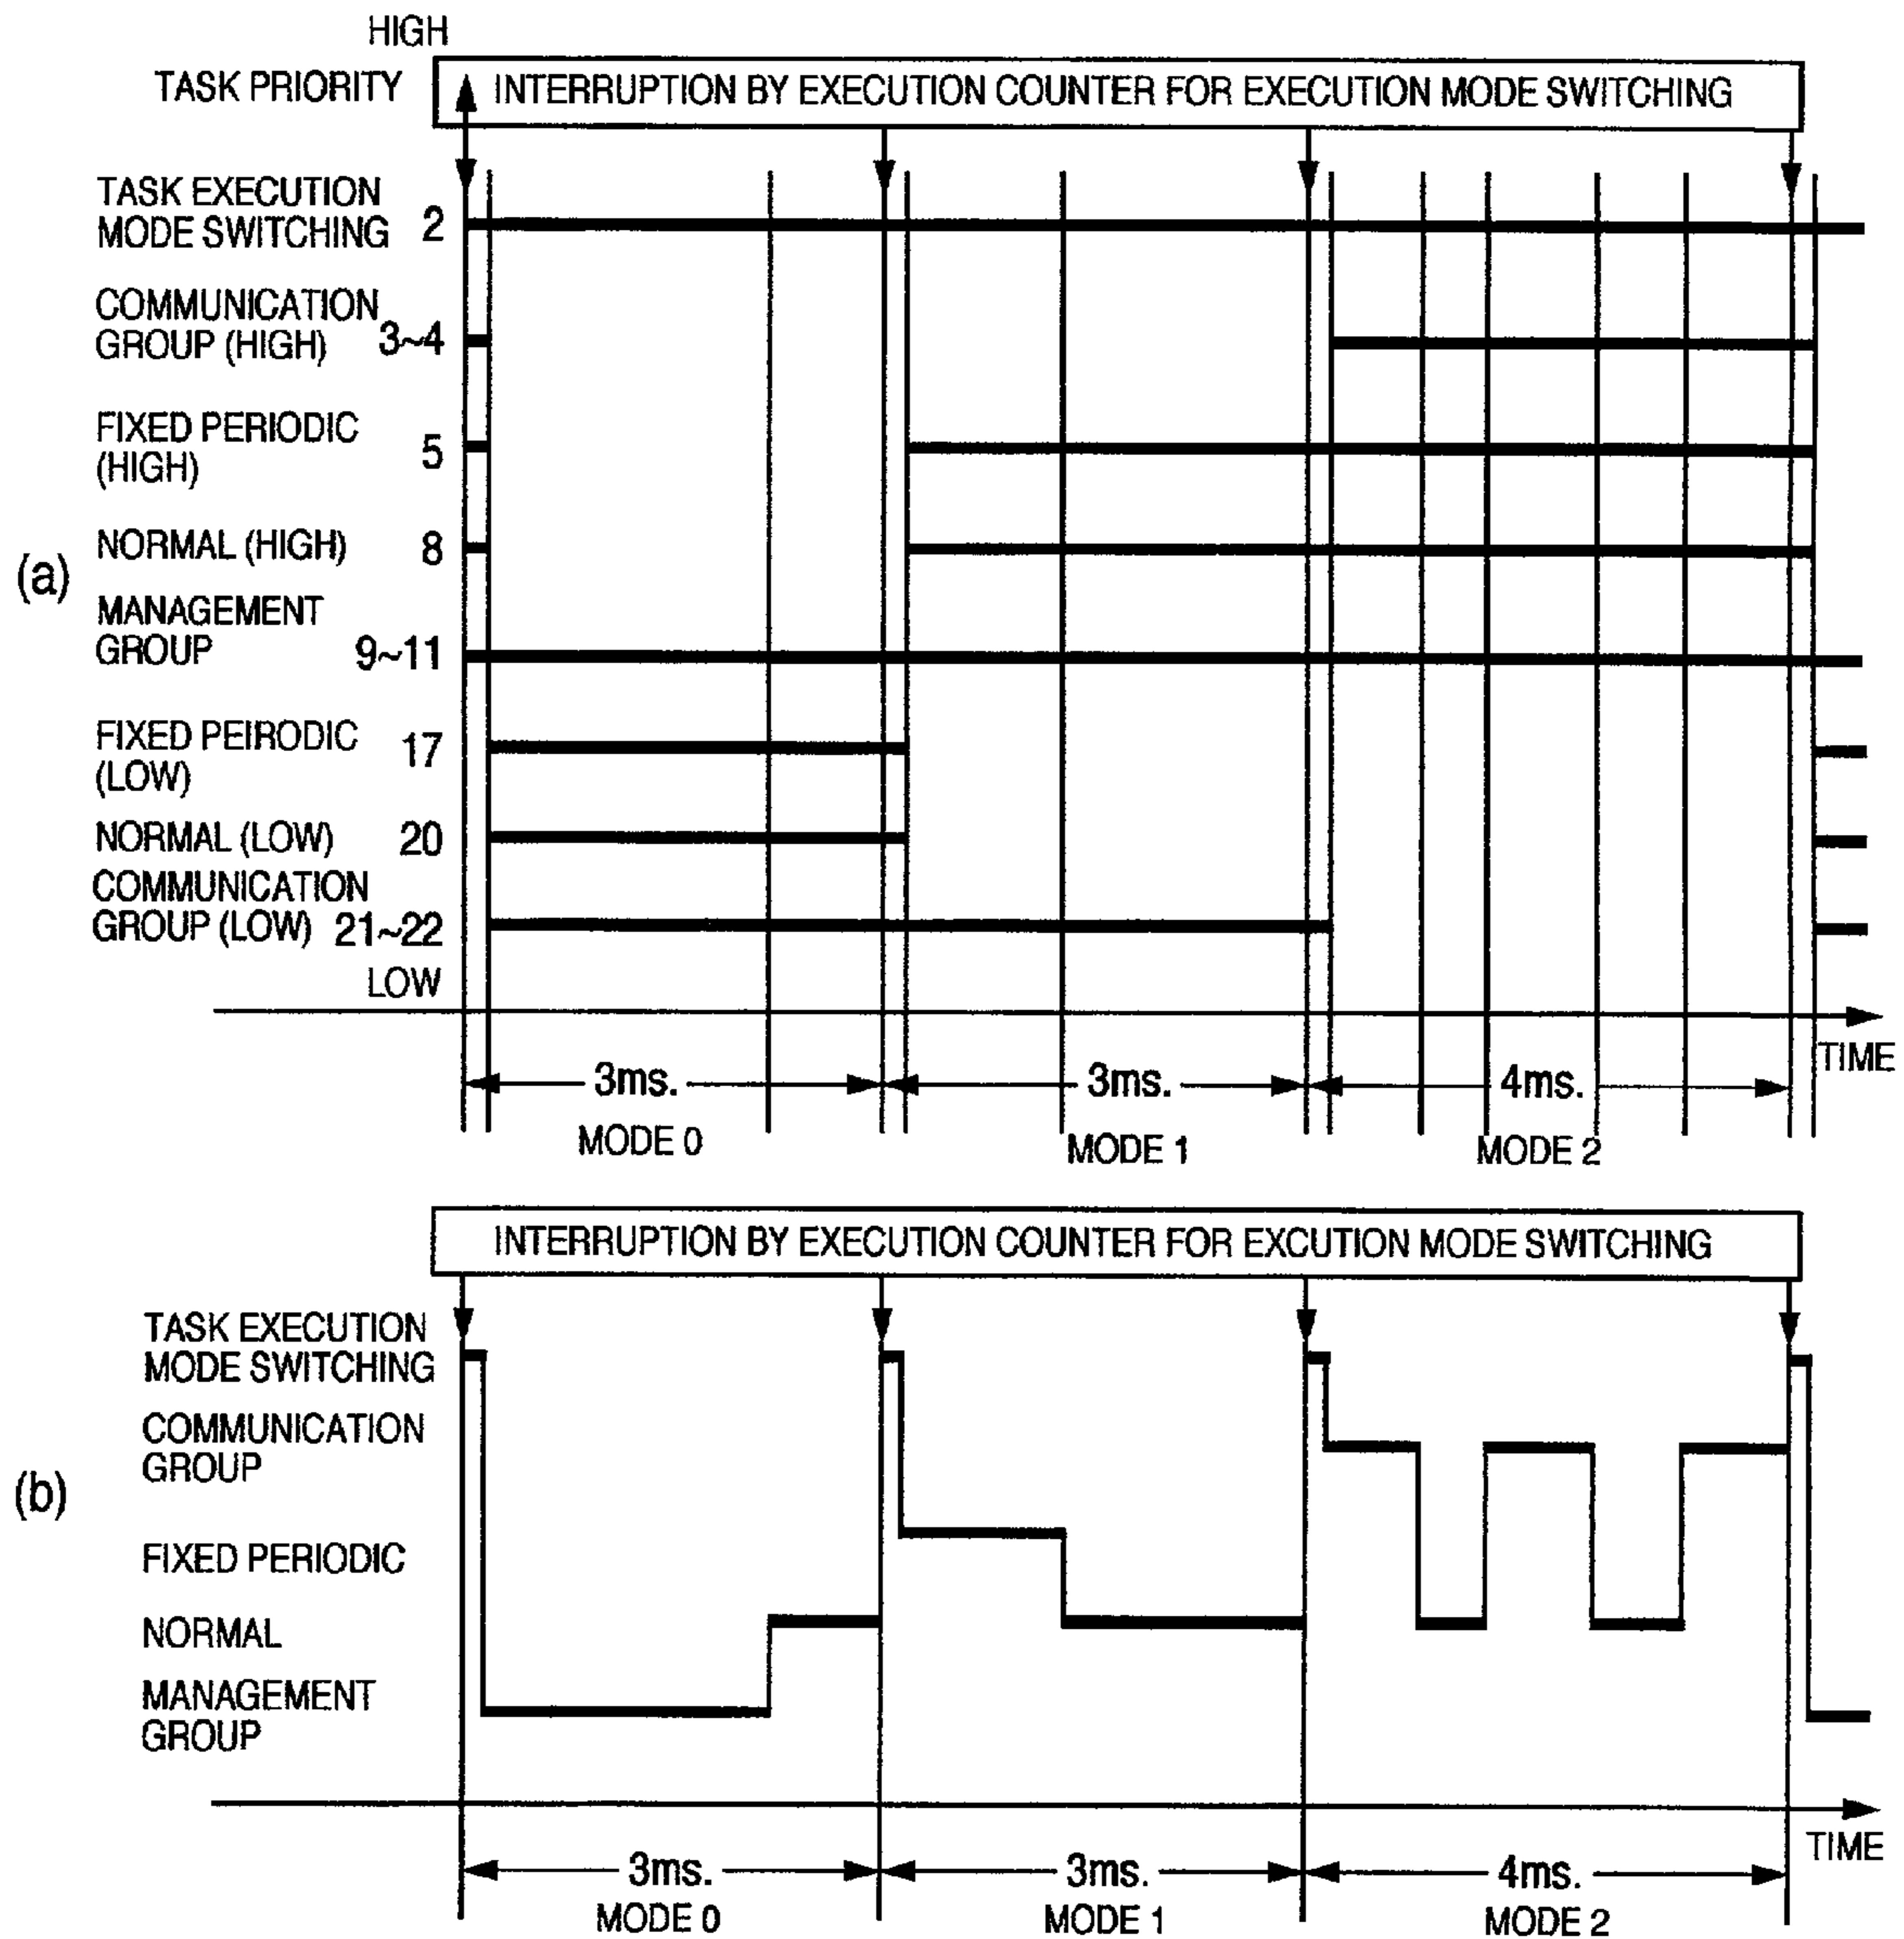 HIGH
TASK PRIORITY
INTERRUPTION BY EXECUTION COUNTER FOR EXECUTION MODE SWITCHING
TASK EXECUTION
MODE SWITCHING 2
COMMUNICATION
GROUP (HIGH) 3~4
FIXED PERIODIC
(HIGH) 5
NORMAL (HIGH) 8
(a)
MANAGEMENT
GROUP 9~11
FIXED PEIRODIC
(LOW) 17
NORMAL (LOW) 20
COMMUNICATION
GROUP (LOW) 21~22
LOW
TIME
3ms. 3ms. 4ms.
MODE 0 MODE 1 MODE 2
INTERRUPTION BY EXECUTION COUNTER FOR EXCUTION MODE SWITCHING
TASK EXECUTION
MODE SWITCHING
COMMUNICATION
GROUP
(b)
FIXED PERIODIC
NORMAL
MANAGEMENT
GROUP
TIME
3ms. 3ms. 4ms.
MODE 0 MODE 1 MODE 2